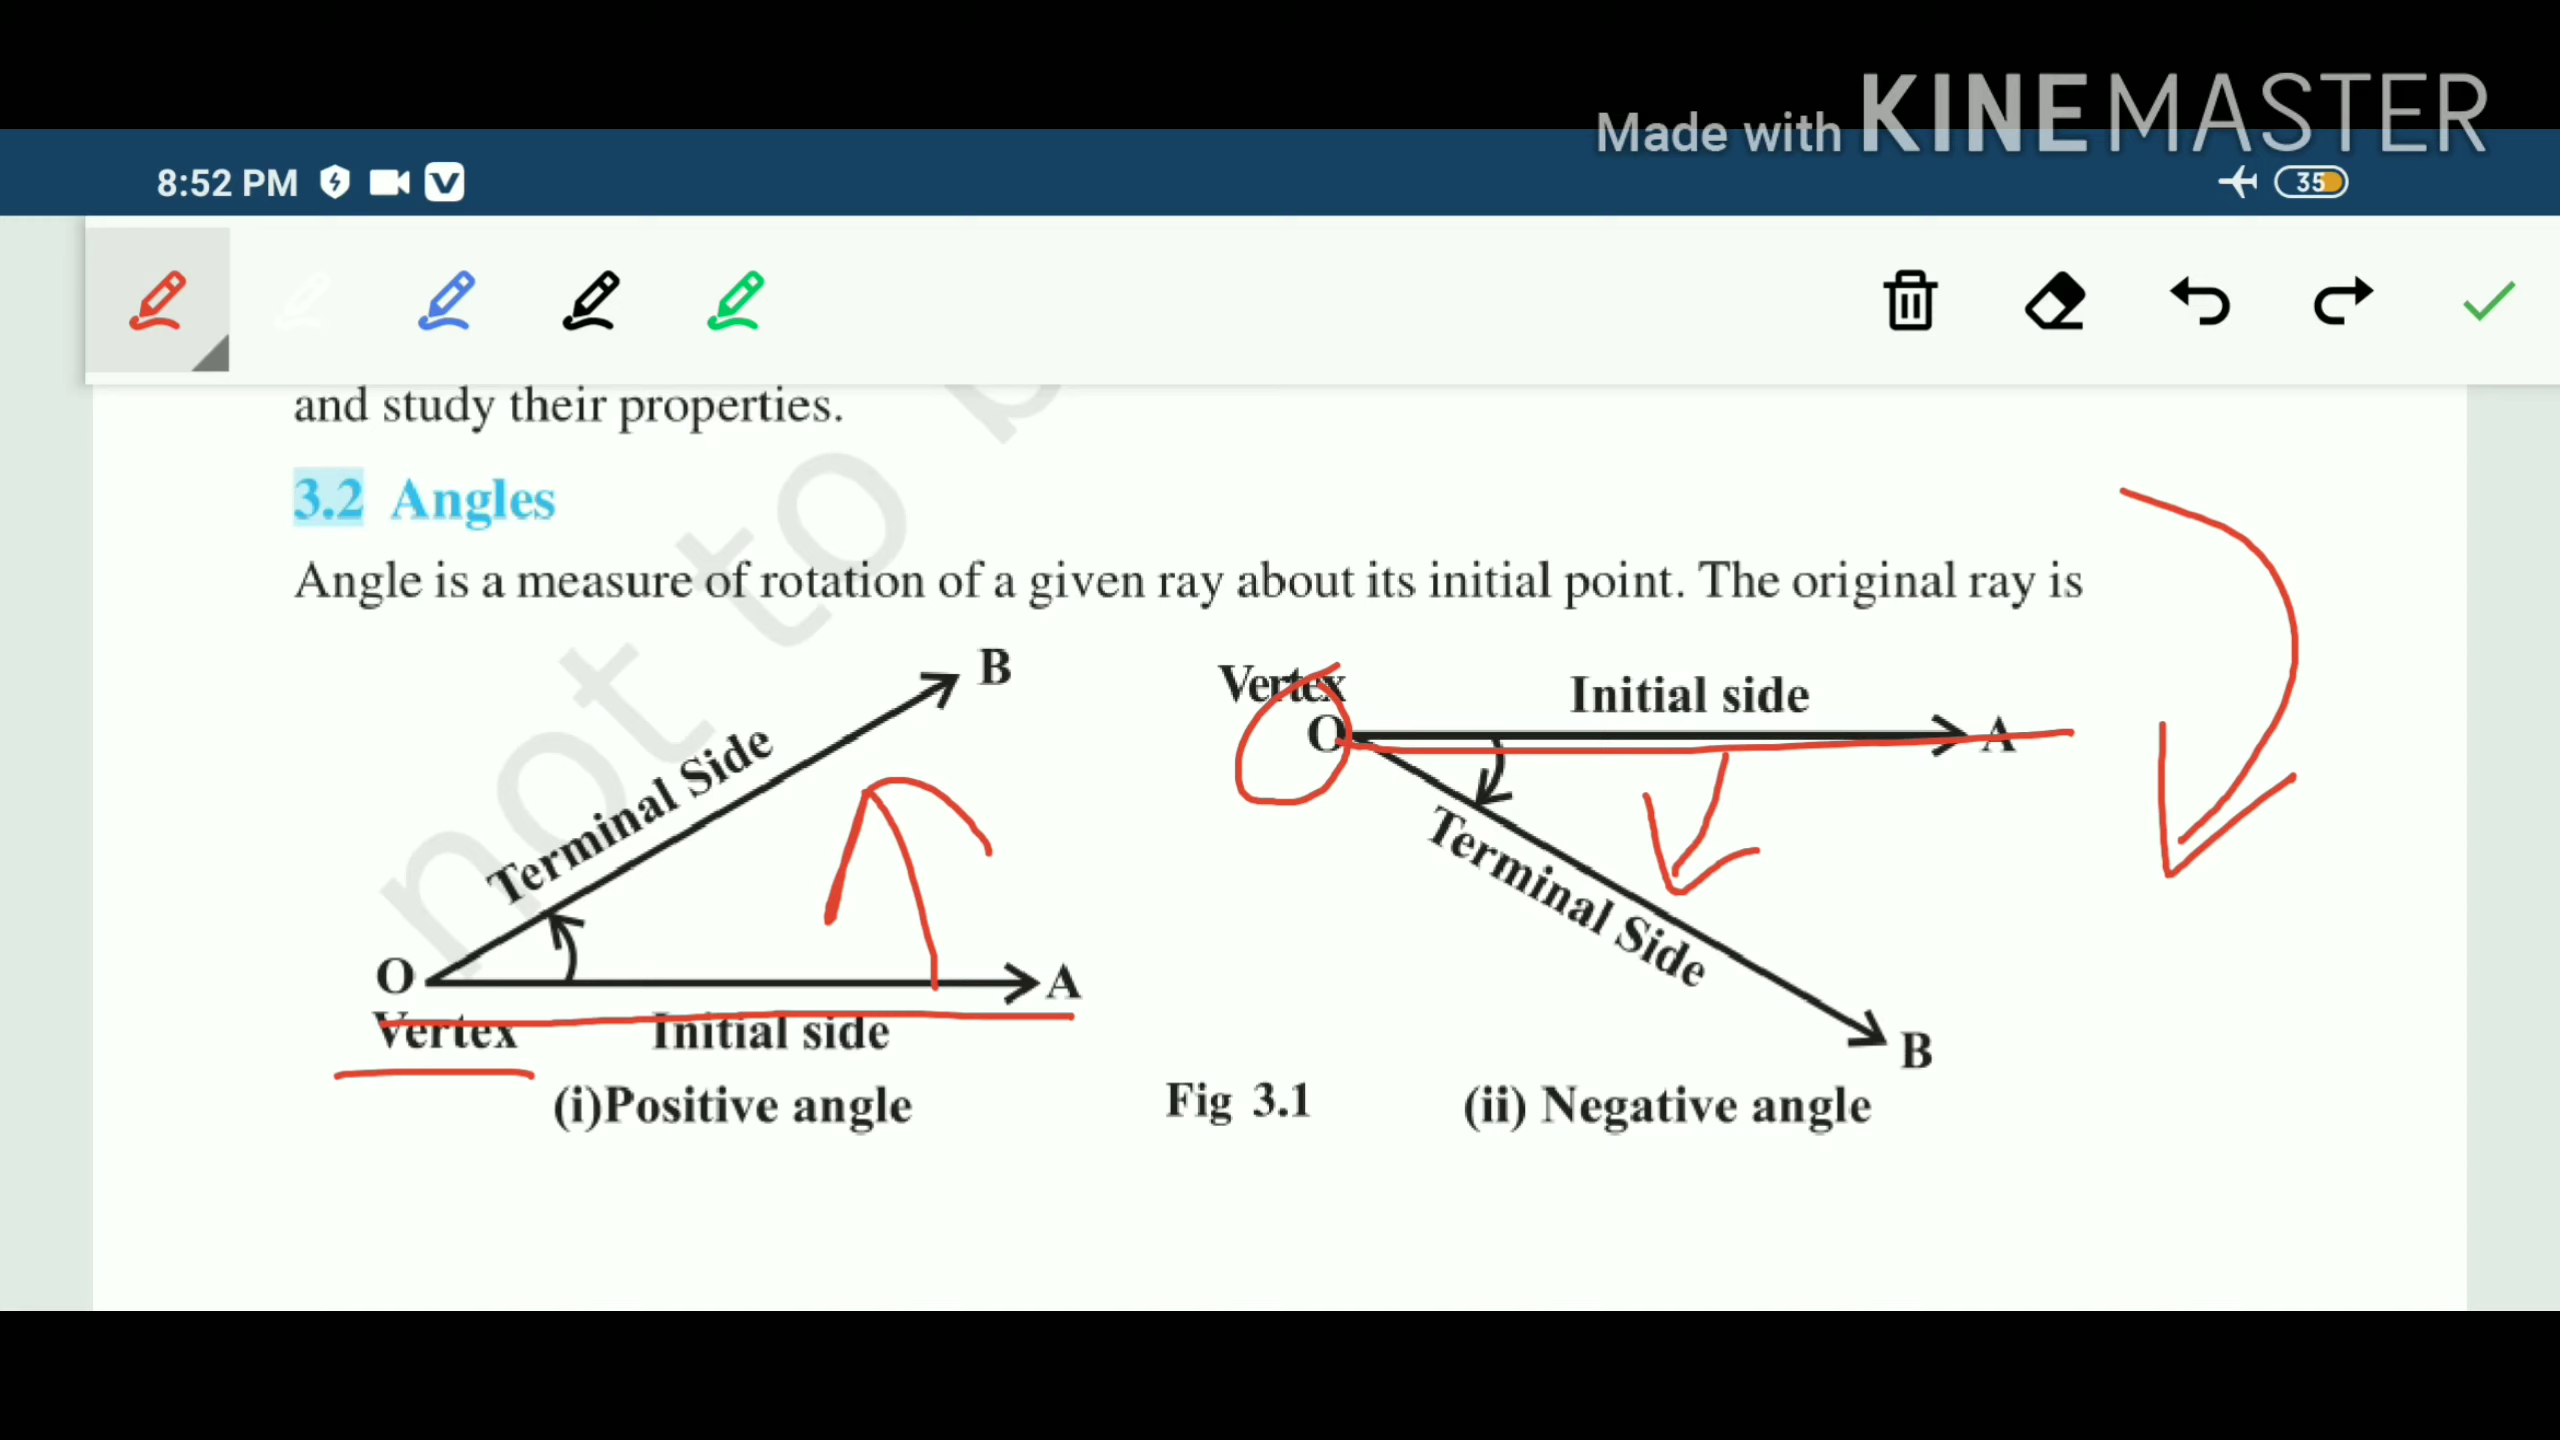 Made with KINEMASTER
8:52 PM
35
and study their properties.
3.2 Angles
Angle is a measure of rotation of a given ray about its initial point. The original ray is
B
Terminal Side
O
A
Vertex
Initial side
(i)Positive angle
Vertex
Initial side
O
A
Terminal Side
B
Fig 3.1
(ii) Negative angle
not to b